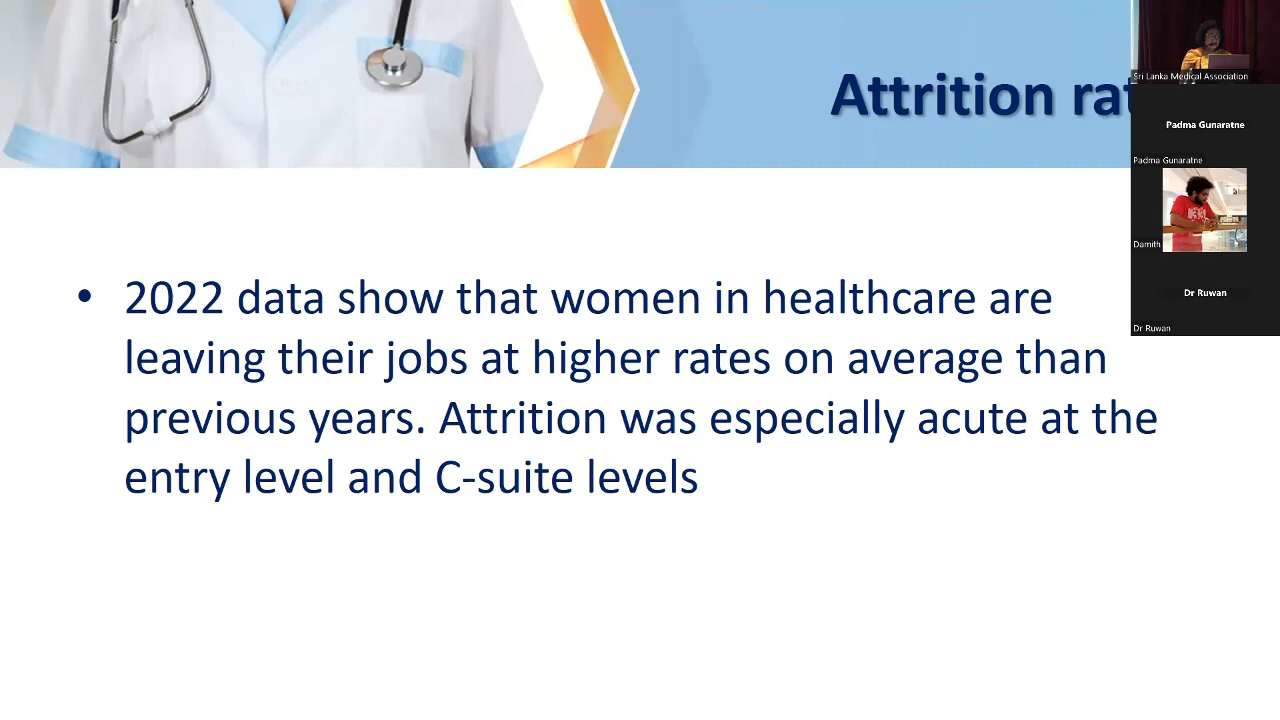 Attrition rat
• 2022 data show that women in healthcare are
leaving their jobs at higher rates on average than
previous years. Attrition was especially acute at the
entry level and C-suite levels
Sri Lanka Medical Association
Padma Gunaratne
Padma Gunaratne
Damith
Dr Ruwan
Dr Ruwan